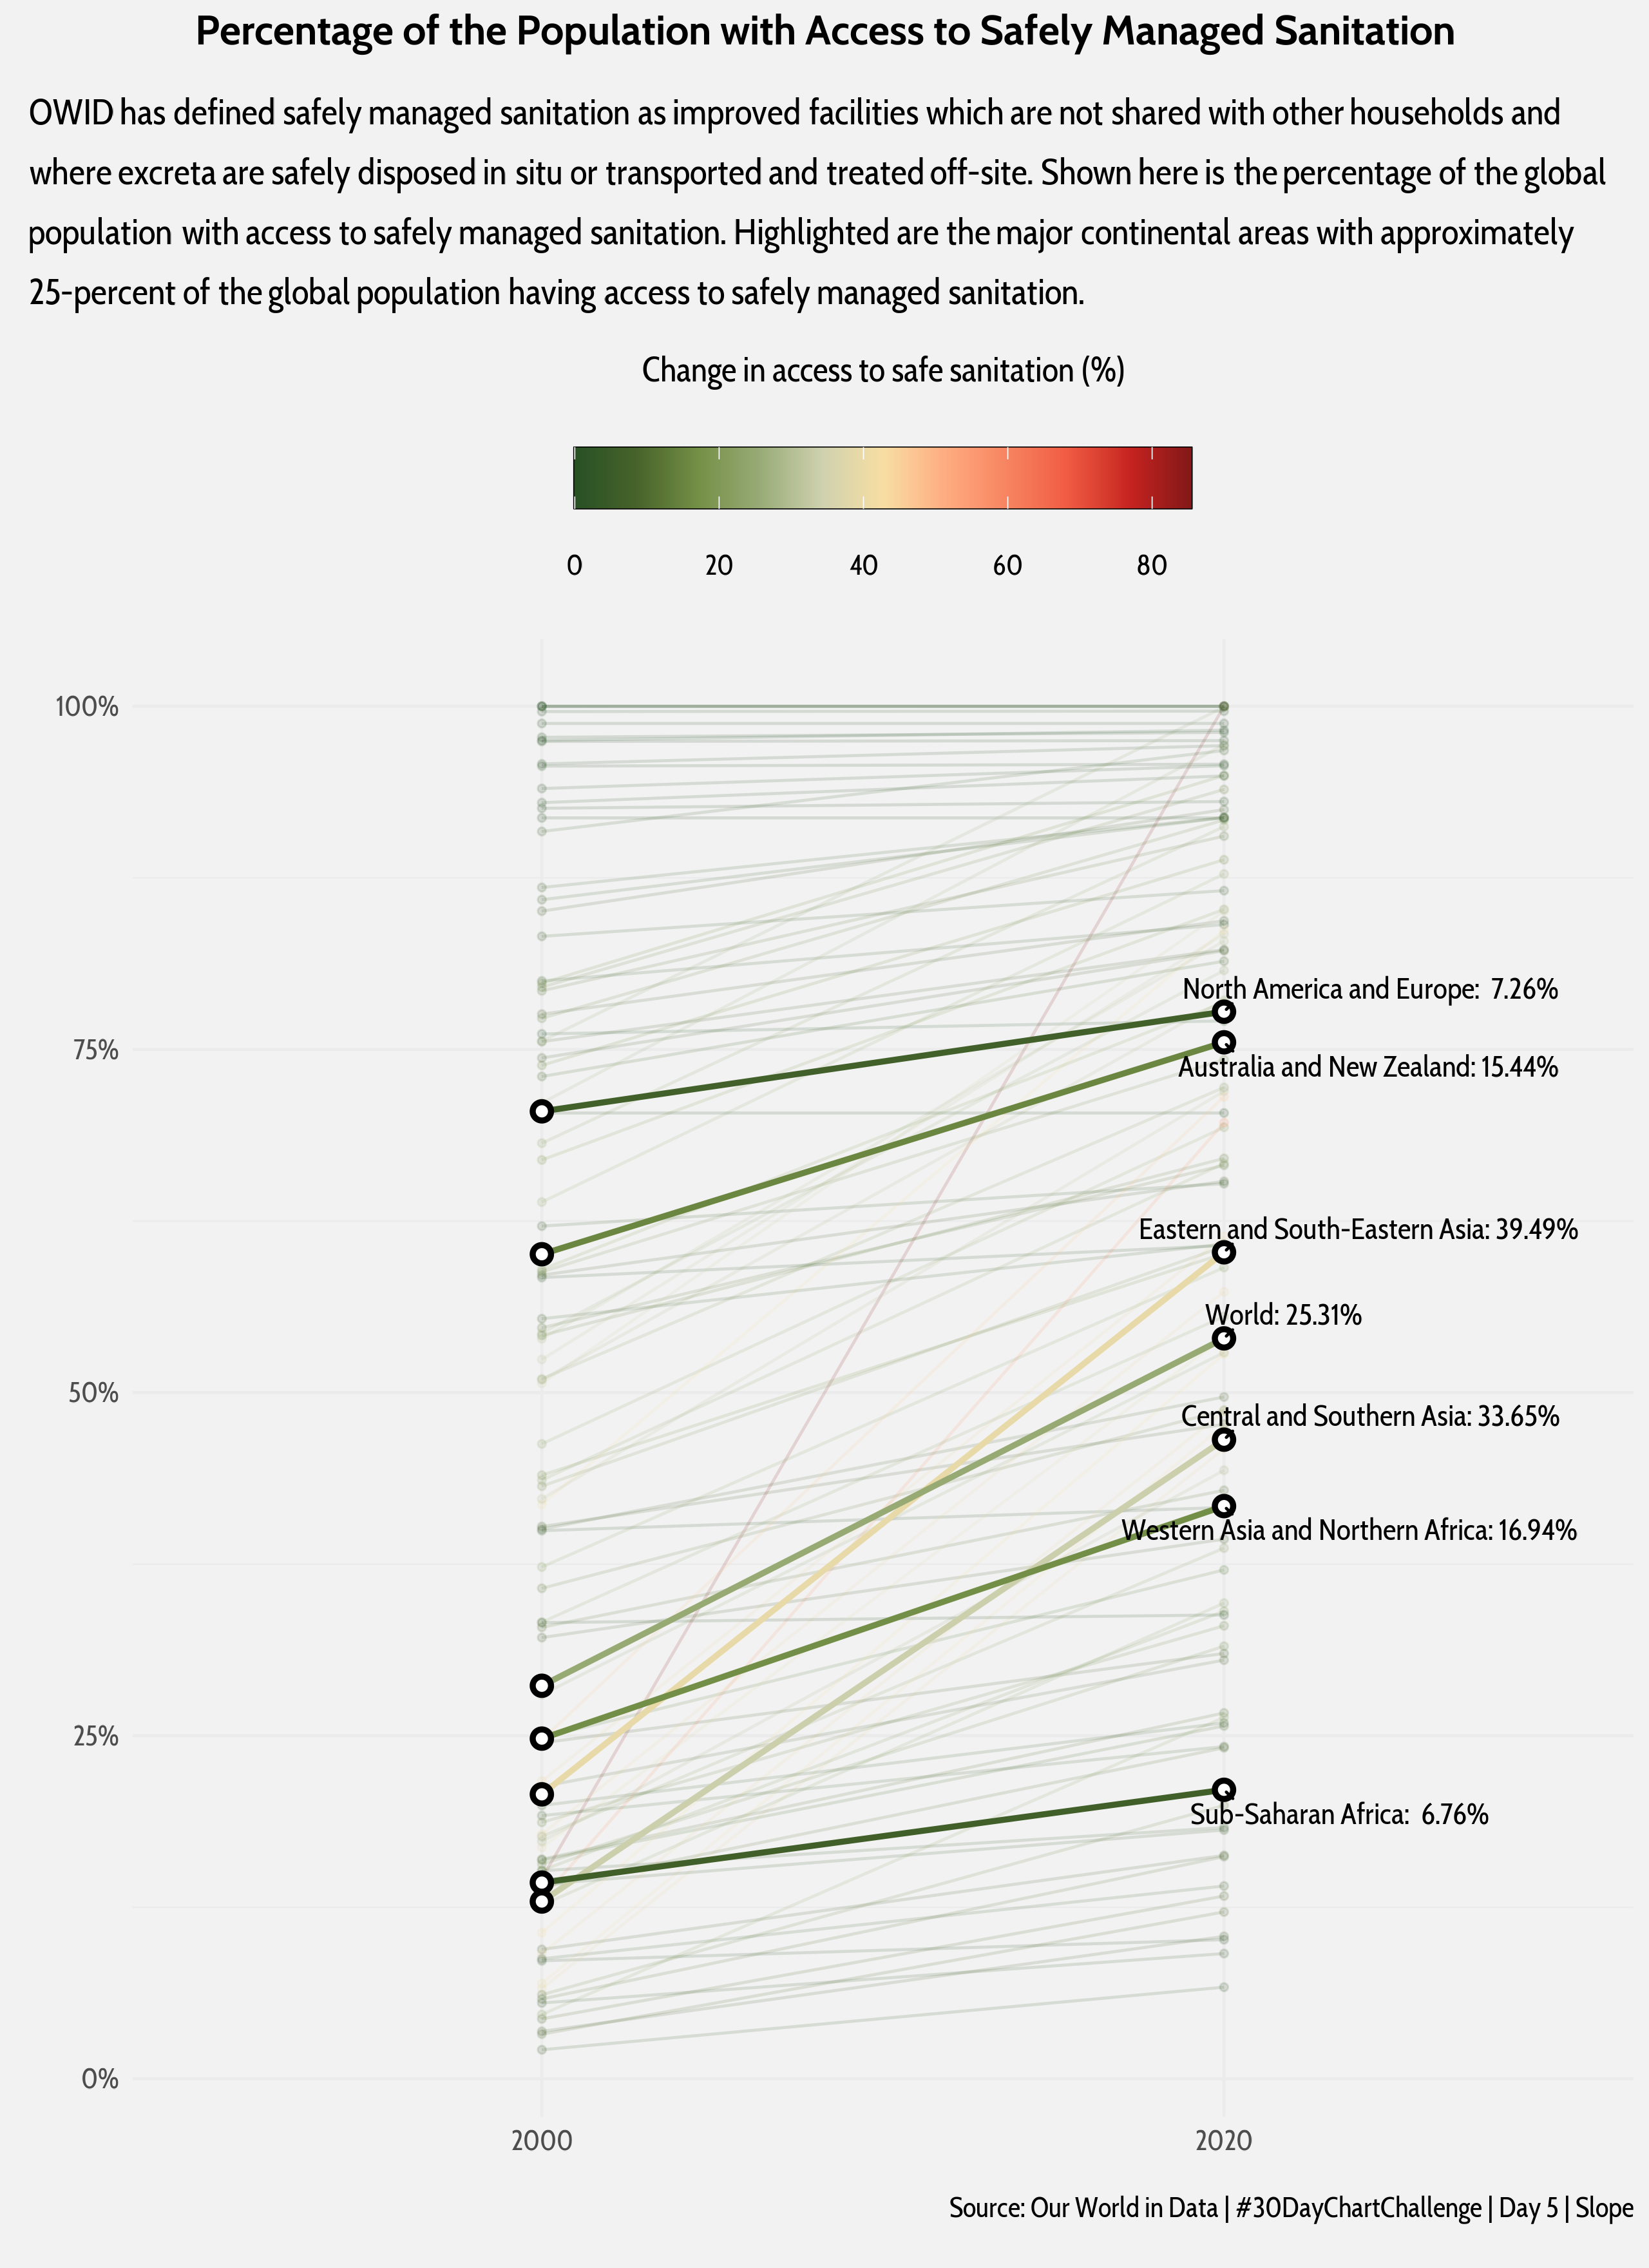 Percentage of the Population with Access to Safely Managed Sanitation
OWID has defined safely managed sanitation as improved facilities which are not shared with other households and
where excreta are safely disposed in situ or transported and treated off-site. Shown here is the percentage of the global
population with access to safely managed sanitation. Highlighted are the major continental areas with approximately
25-percent of the global population having access to safely managed sanitation.
Change in access to safe sanitation (%)
0 20 40 60 80
100%
North America and Europe: 7.26%
75%
Australia and New Zealand: 15.44%
Eastern and South-Eastern Asia: 39.49%
World: 25.31%
50%
Central and Southern Asia: 33.65%
Western Asia and Northern Africa: 16.94%
25%
Sub-Saharan Africa: 6.76%
0%
2000 2020
Source: Our World in Data | #30DayChartChallenge | Day 5 | Slope